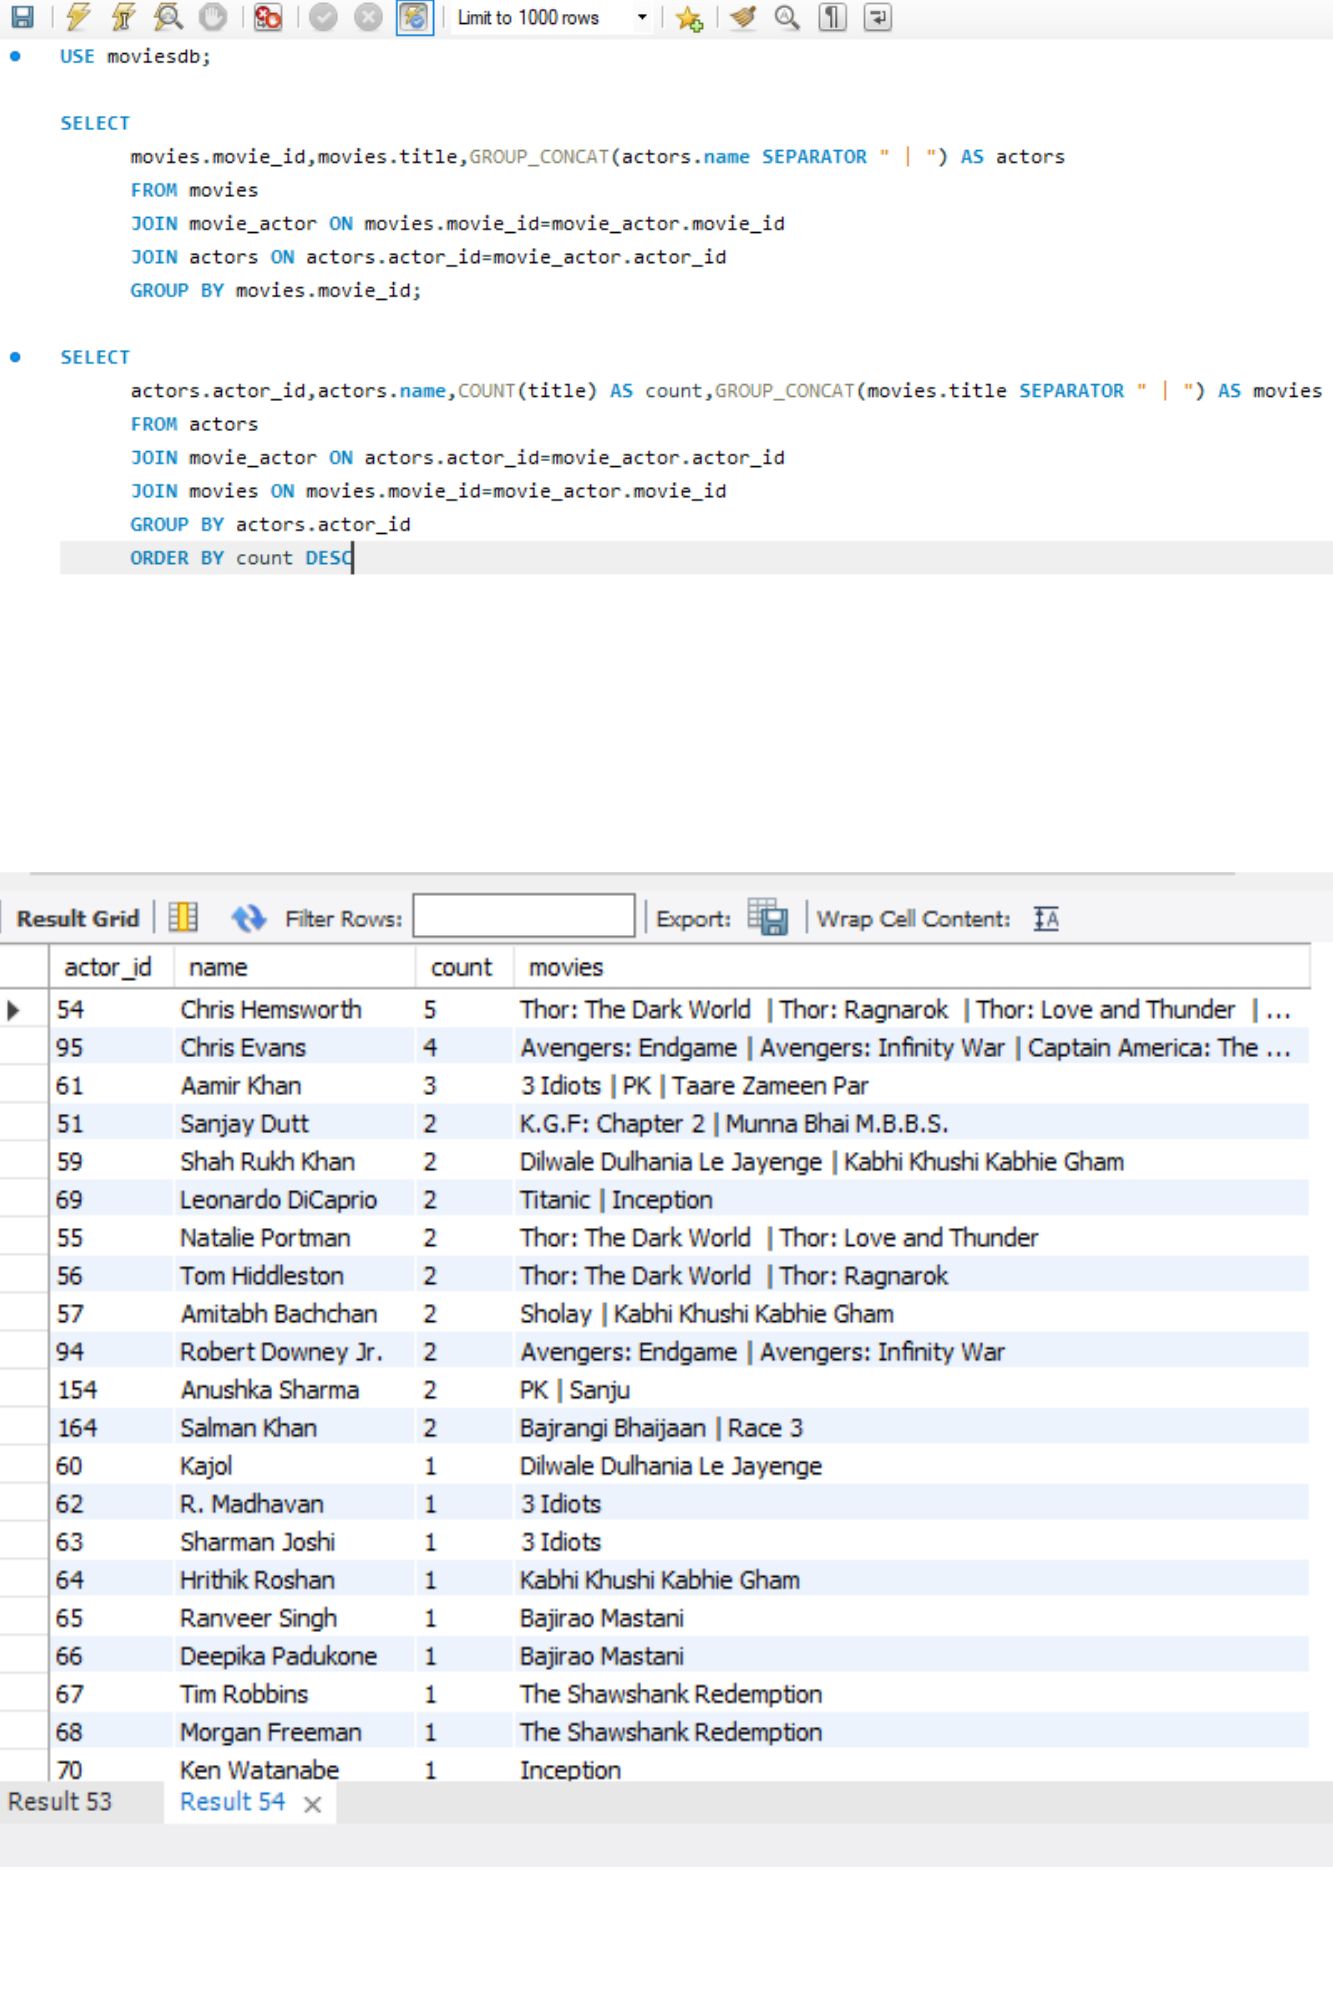 Limit to 1000 rows
USE moviesdb;
SELECT
movies.movie_id,movies.title,GROUP_CONCAT(actors.name SEPARATOR " | ") AS actors
FROM movies
JOIN movie_actor ON movies.movie_id=movie_actor.movie_id
JOIN actors ON actors.actor_id=movie_actor.actor_id
GROUP BY movies.movie_id;
SELECT
actors.actor_id,actors.name,COUNT(title) AS count,GROUP_CONCAT(movies.title SEPARATOR " | ") AS movies
FROM actors
JOIN movie_actor ON actors.actor_id=movie_actor.actor_id
JOIN movies ON movies.movie_id=movie_actor.movie_id
GROUP BY actors.actor_id
ORDER BY count DESC
Result Grid Filter Rows: Export: Wrap Cell Content:
actor_id name count movies
54 Chris Hemsworth 5 Thor: The Dark World  | Thor: Ragnarok  | Thor: Love and Thunder  | ...
95 Chris Evans 4 Avengers: Endgame | Avengers: Infinity War | Captain America: The ...
61 Aamir Khan 3 3 Idiots | PK | Taare Zameen Par
51 Sanjay Dutt 2 K.G.F: Chapter 2 | Munna Bhai M.B.B.S.
59 Shah Rukh Khan 2 Dilwale Dulhania Le Jayenge | Kabhi Khushi Kabhie Gham
69 Leonardo DiCaprio 2 Titanic | Inception
55 Natalie Portman 2 Thor: The Dark World  | Thor: Love and Thunder
56 Tom Hiddleston 2 Thor: The Dark World  | Thor: Ragnarok
57 Amitabh Bachchan 2 Sholay | Kabhi Khushi Kabhie Gham
94 Robert Downey Jr. 2 Avengers: Endgame | Avengers: Infinity War
154 Anushka Sharma 2 PK | Sanju
164 Salman Khan 2 Bajrangi Bhaijaan | Race 3
60 Kajol 1 Dilwale Dulhania Le Jayenge
62 R. Madhavan 1 3 Idiots
63 Sharman Joshi 1 3 Idiots
64 Hrithik Roshan 1 Kabhi Khushi Kabhie Gham
65 Ranveer Singh 1 Bajirao Mastani
66 Deepika Padukone 1 Bajirao Mastani
67 Tim Robbins 1 The Shawshank Redemption
68 Morgan Freeman 1 The Shawshank Redemption
70 Ken Watanabe 1 Inception
Result 53 Result 54